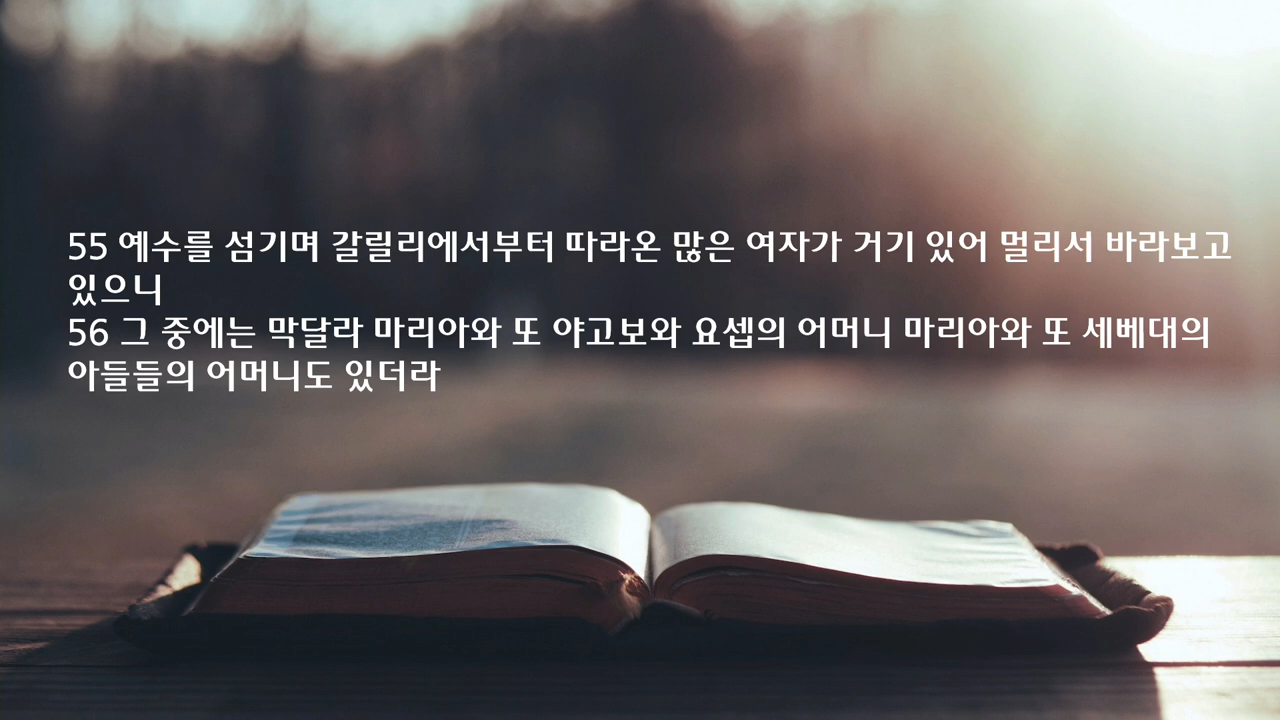 55 예수를 섬기며 갈릴리에서부터 따라온 많은 여자가 거기 있어 멀리서 바라보고
있으니
56 그 중에는 막달라 마리아와 또 야고보와 요셉의 어머니 마리아와 또 세베대의
아들들의 어머니도 있더라